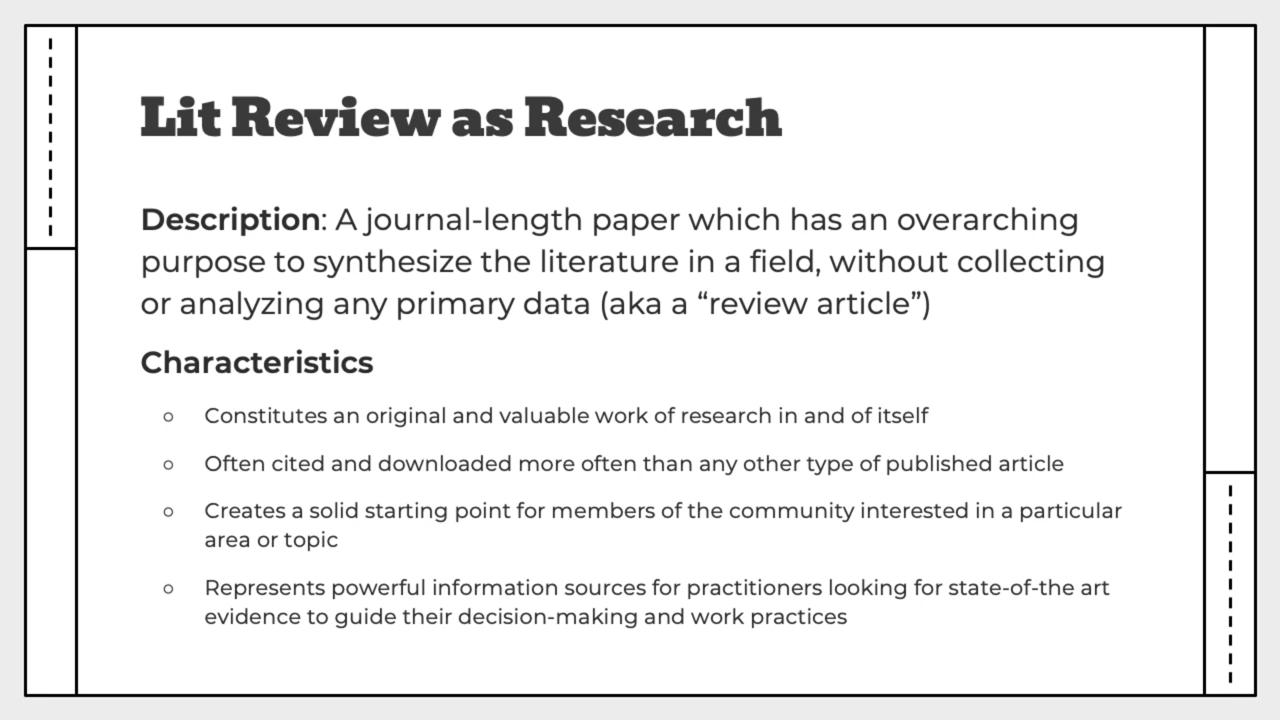 Lit Review as Research
Description: A journal-length paper which has an overarching
purpose to synthesize the literature in a field, without collecting
or analyzing any primary data (aka a “review article”)
Characteristics
○ Constitutes an original and valuable work of research in and of itself
○ Often cited and downloaded more often than any other type of published article
○ Creates a solid starting point for members of the community interested in a particular
area or topic
○ Represents powerful information sources for practitioners looking for state-of-the art
evidence to guide their decision-making and work practices